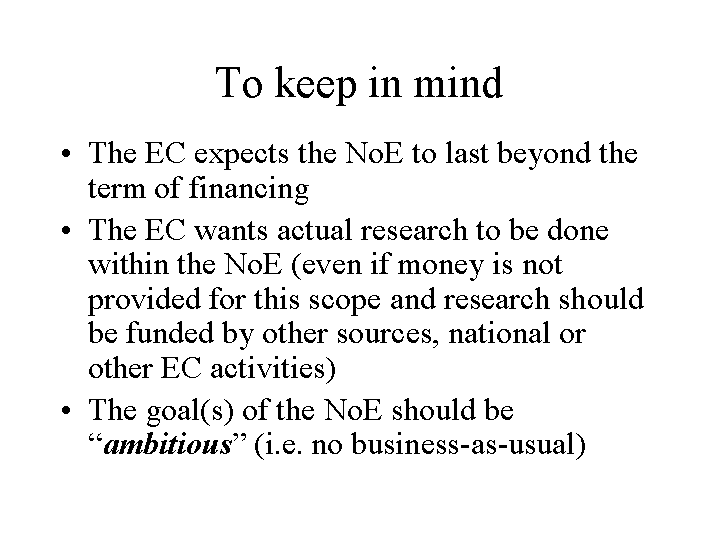 To keep in mind
• The EC expects the No.E to last beyond the
term of financing
• The EC wants actual research to be done
within the No.E (even if money is not
provided for this scope and research should
be funded by other sources, national or
other EC activities)
• The goal(s) of the No.E should be
“ambitious” (i.e. no business-as-usual)